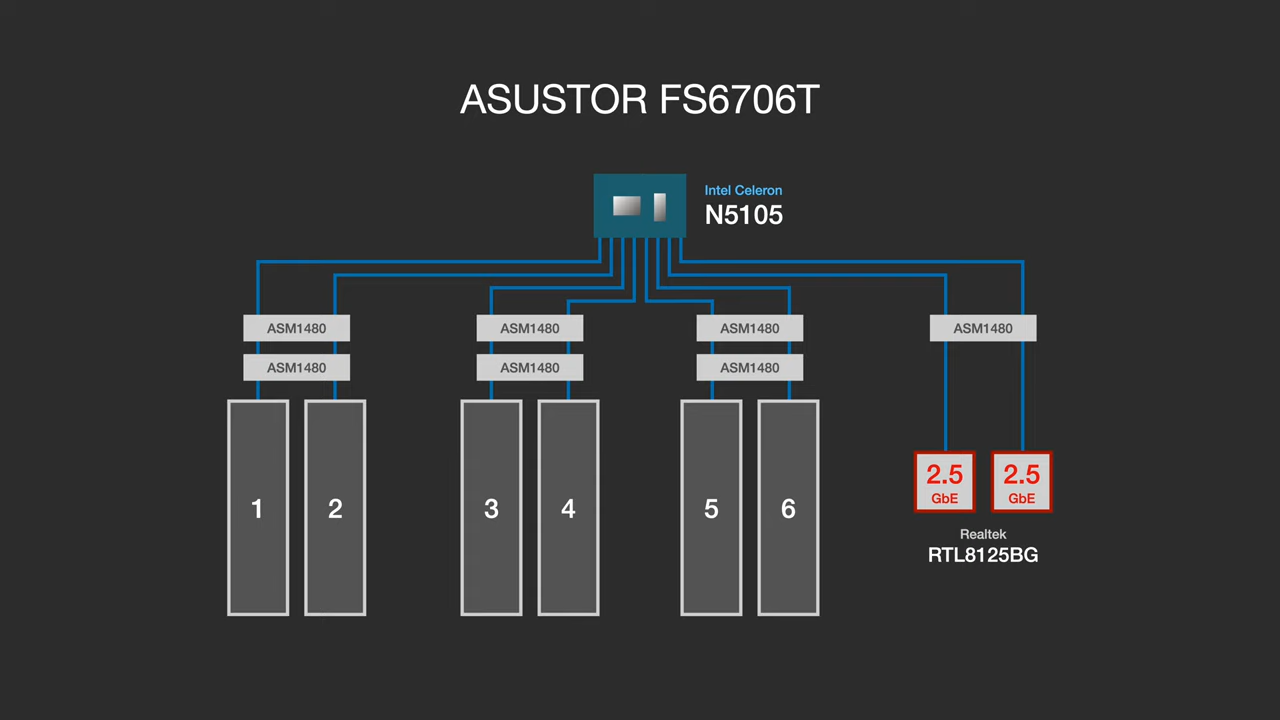 ASUSTOR FS6706T
Intel Celeron
N5105
ASM1480
ASM1480
ASM1480
ASM1480
ASM1480
ASM1480
ASM1480
1
2
3
4
5
6
2.5
GbE
2.5
GbE
Realtek
RTL8125BG